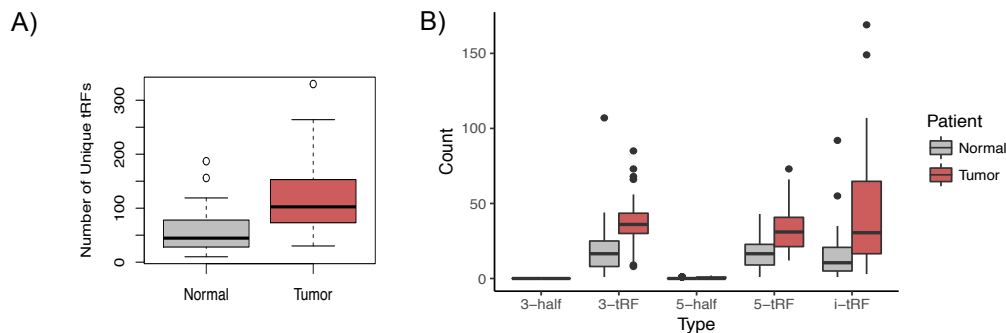 A)
Number of Unique tRFs
300
100
0
Normal
Tumor
B)
Count
150
100
50
0
3-half
3-tRF
5-half
5-tRF
i-tRF
Type
Patient
Normal
Tumor